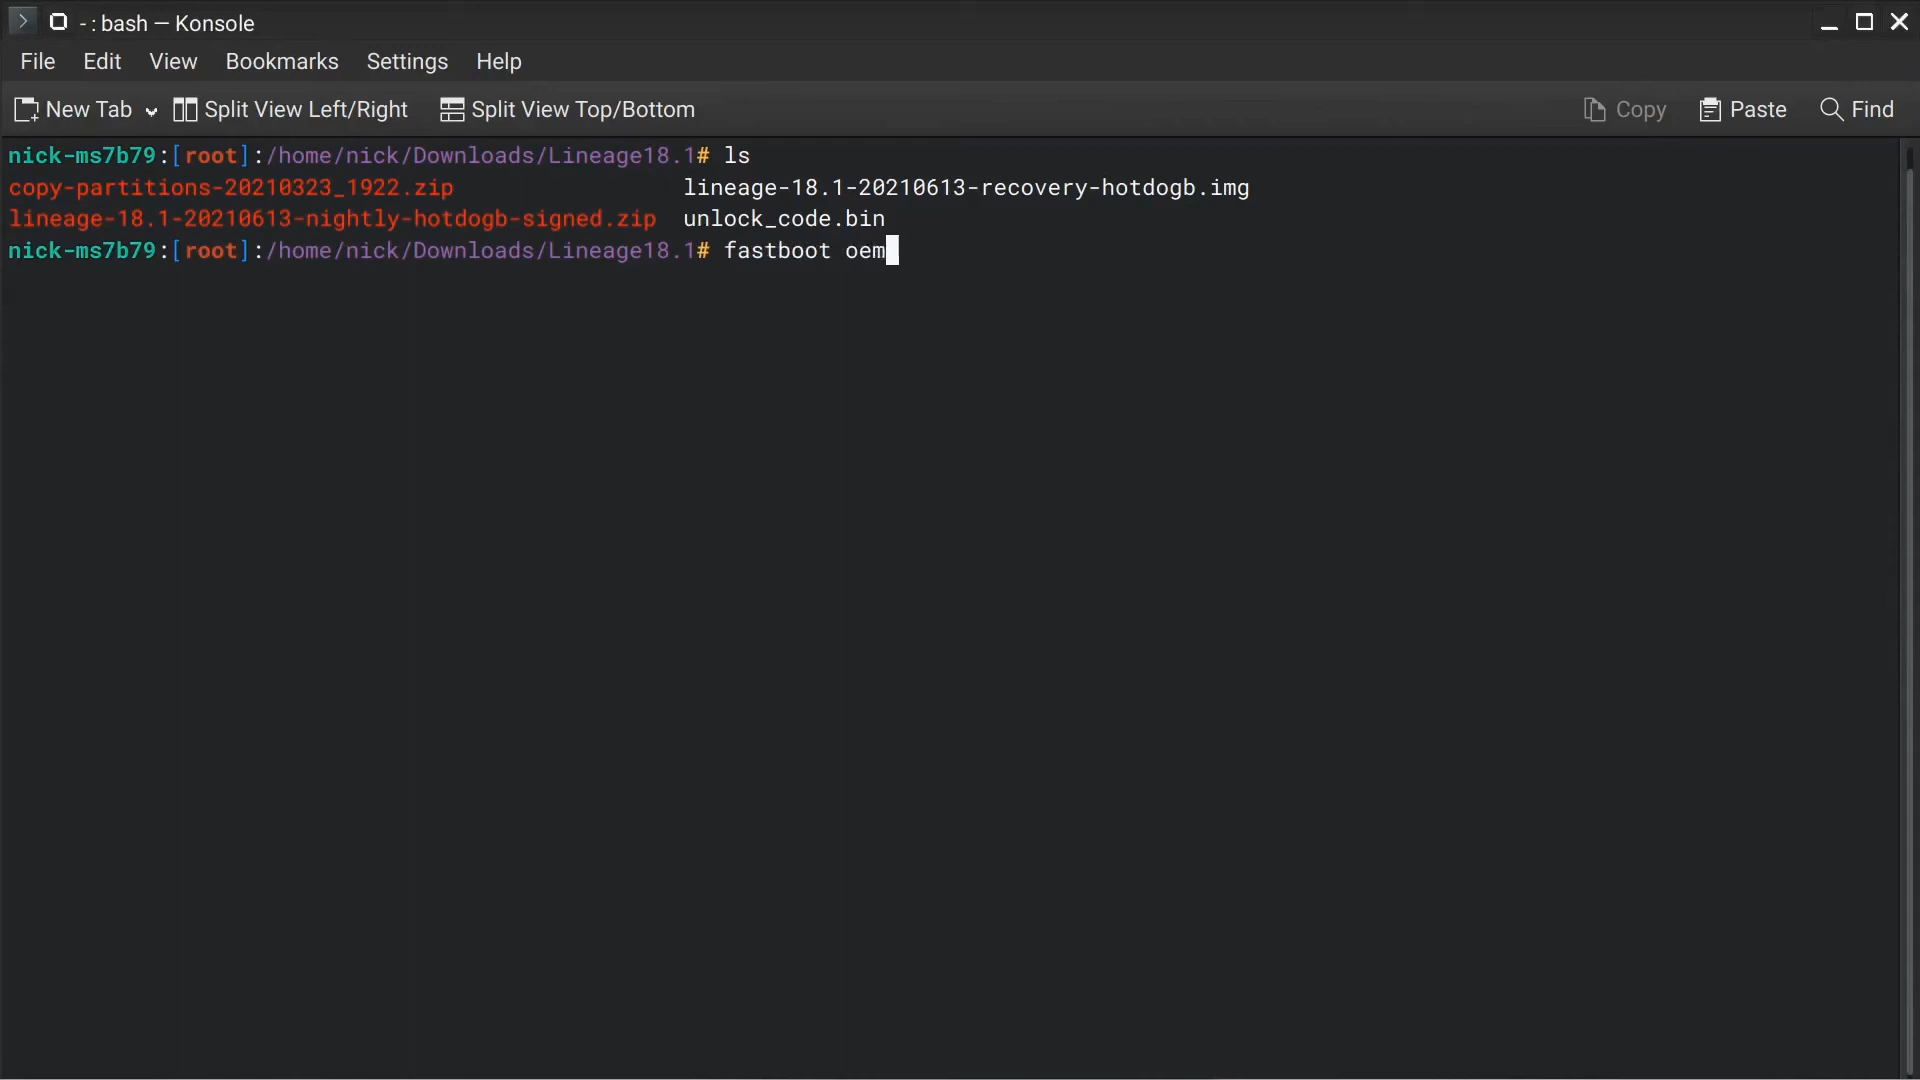 - : bash — Konsole
File Edit View Bookmarks Settings Help
New Tab Split View Left/Right Split View Top/Bottom Copy Paste Find
nick-ms7b79:[root]:/home/nick/Downloads/Lineage18.1# ls
copy-partitions-20210323_1922.zip lineage-18.1-20210613-recovery-hotdogb.img
lineage-18.1-20210613-nightly-hotdogb-signed.zip unlock_code.bin
nick-ms7b79:[root]:/home/nick/Downloads/Lineage18.1# fastboot oem